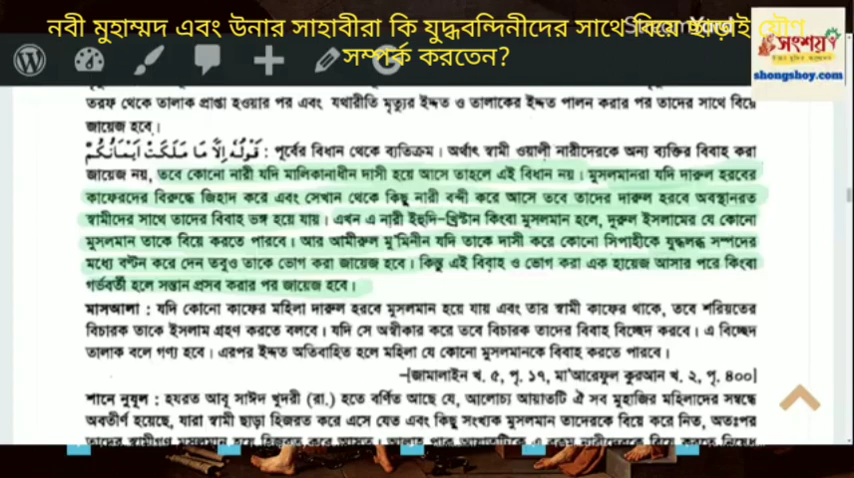 নবী মুহাম্মদ এবং উনার সাহাবীরা কি যুদ্ধবন্দিনীদের সাথে বিয়ে ছাড়াই যৌণ
সম্পর্ক করতেন?
সংশয়
shongshoy.com
তরফ থেকে তালাক প্রাপ্তা হওয়ার পর এবং যথারীতি মৃত্যুর ইদ্দত ও তালাকের ইদ্দত পালন করার পর তাদের সাথে বিয়ে
জায়েজ হবে।
قَوْلُهُ إِلَّا مَا مَلَكَتْ اَيْمَانُكُمْ : পূর্বের বিধান থেকে ব্যতিক্রম। অর্থাৎ স্বামী ওয়ালী নারীদেরকে অন্য ব্যক্তির বিবাহ করা
জায়েজ নয়, তবে কোনো নারী যদি মালিকানাধীন দাসী হয়ে আসে তাহলে এই বিধান নয়। মুসলমানরা যদি দারুল হরবের
কাফেরদের বিরুদ্ধে জিহাদ করে এবং সেখান থেকে কিছু নারী বন্দী করে আসে তবে তাদের দারুল হরবে অবস্থানরত
স্বামীদের সাথে তাদের বিবাহ ভঙ্গ হয়ে যায়। এখন এ নারী ইহুদি-খ্রিস্টান কিংবা মুসলমান হলে, দুরুল ইসলামের যে কোনো
মুসলমান তাকে বিয়ে করতে পারবে। আর আমীরুল মু'মিনীন যদি তাকে দাসী করে কোনো সিপাহীকে যুদ্ধলব্ধ সম্পদের
মধ্যে বণ্টন করে দেন তবুও তাকে ভোগ করা জায়েজ হবে। কিন্তু এই বিবাহ ও ভোগ করা এক হায়েজ আসার পরে কিংবা
গর্ভবর্তী হলে সন্তান প্রসব করার পর জায়েজ হবে।
মাসআলা : যদি কোনো কাফের মহিলা দারুল হরবে মুসলমান হয়ে যায় এবং তার স্বামী কাফের থাকে, তবে শরিয়তের
বিচারক তাকে ইসলাম গ্রহণ করতে বলবে। যদি সে অস্বীকার করে তবে বিচারক তাদের বিবাহ বিচ্ছেদ করবে। এ বিচ্ছেদ
তালাক বলে গণ্য হবে। এরপর ইদ্দত অতিবাহিত হলে মহিলা যে কোনো মুসলমানকে বিবাহ করতে পারবে।
–[জামালাইন খ. ৫, পৃ. ১৭, মা'আরেফুল কুরআন খ. ২, পৃ. ৪০০]
শানে নুযূল : হযরত আবূ সাঈদ খুদরী (রা.) হতে বর্ণিত আছে যে, আলোচ্য আয়াতটি ঐ সব মুহাজির মহিলাদের সম্বন্ধে
অবতীর্ণ হয়েছে, যারা স্বামী ছাড়া হিজরত করে এসে যেত এবং কিছু সংখ্যক মুসলমান তাদেরকে বিয়ে করে নিত, অতঃপর